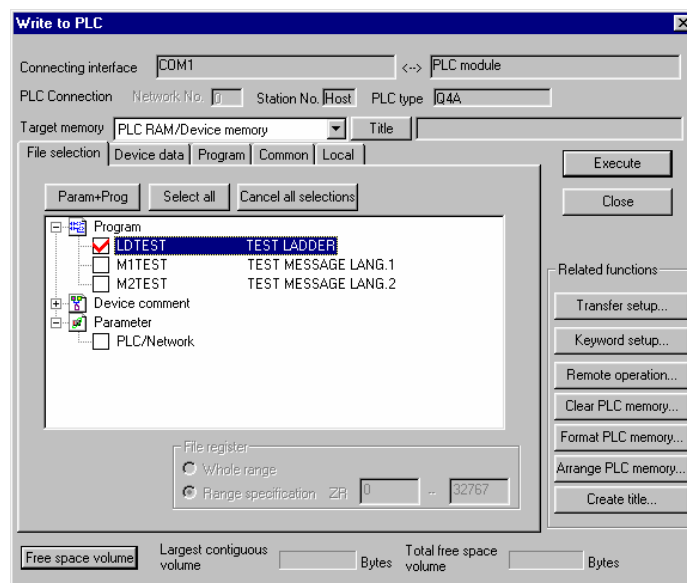 Write to PLC
Connecting interface COM1 <--> PLC module
PLC Connection Network No. 0 Station No. Host PLC type Q4A
Target memory PLC RAM/Device memory Title
File selection Device data Program Common Local
Execute
Close
Param+Prog Select all Cancel all selections
Program
LDTEST TEST LADDER
M1TEST TEST MESSAGE LANG.1
M2TEST TEST MESSAGE LANG.2
Device comment
Parameter
PLC/Network
Related functions
Transfer setup...
Keyword setup...
Remote operation...
Clear PLC memory...
Format PLC memory...
Arrange PLC memory...
Create title...
File register
Whole range
Range specification ZR 0 -- 32767
Free space volume Largest contiguous volume Bytes Total free space volume Bytes